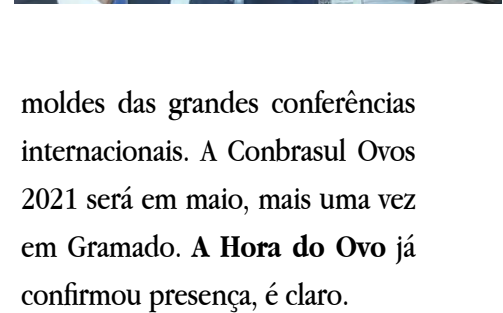 moldes das grandes conferências
internacionais. A Conbrasul Ovos
2021 será em maio, mais uma vez
em Gramado. A Hora do Ovo já
confirmou presença, é claro.